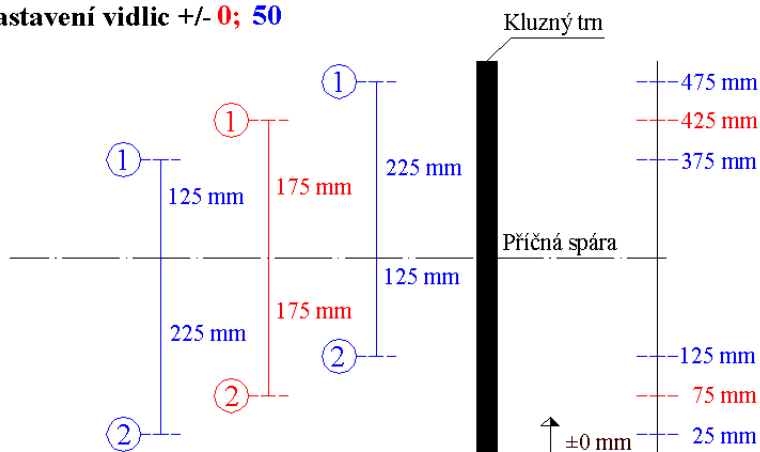 astavení vidlic +/- 0; 50
Kluzný trn
1
475 mm
1
425 mm
1
375 mm
225 mm
175 mm
125 mm
Příčná spára
125 mm
175 mm
225 mm
2
125 mm
2
75 mm
2
±0 mm
25 mm